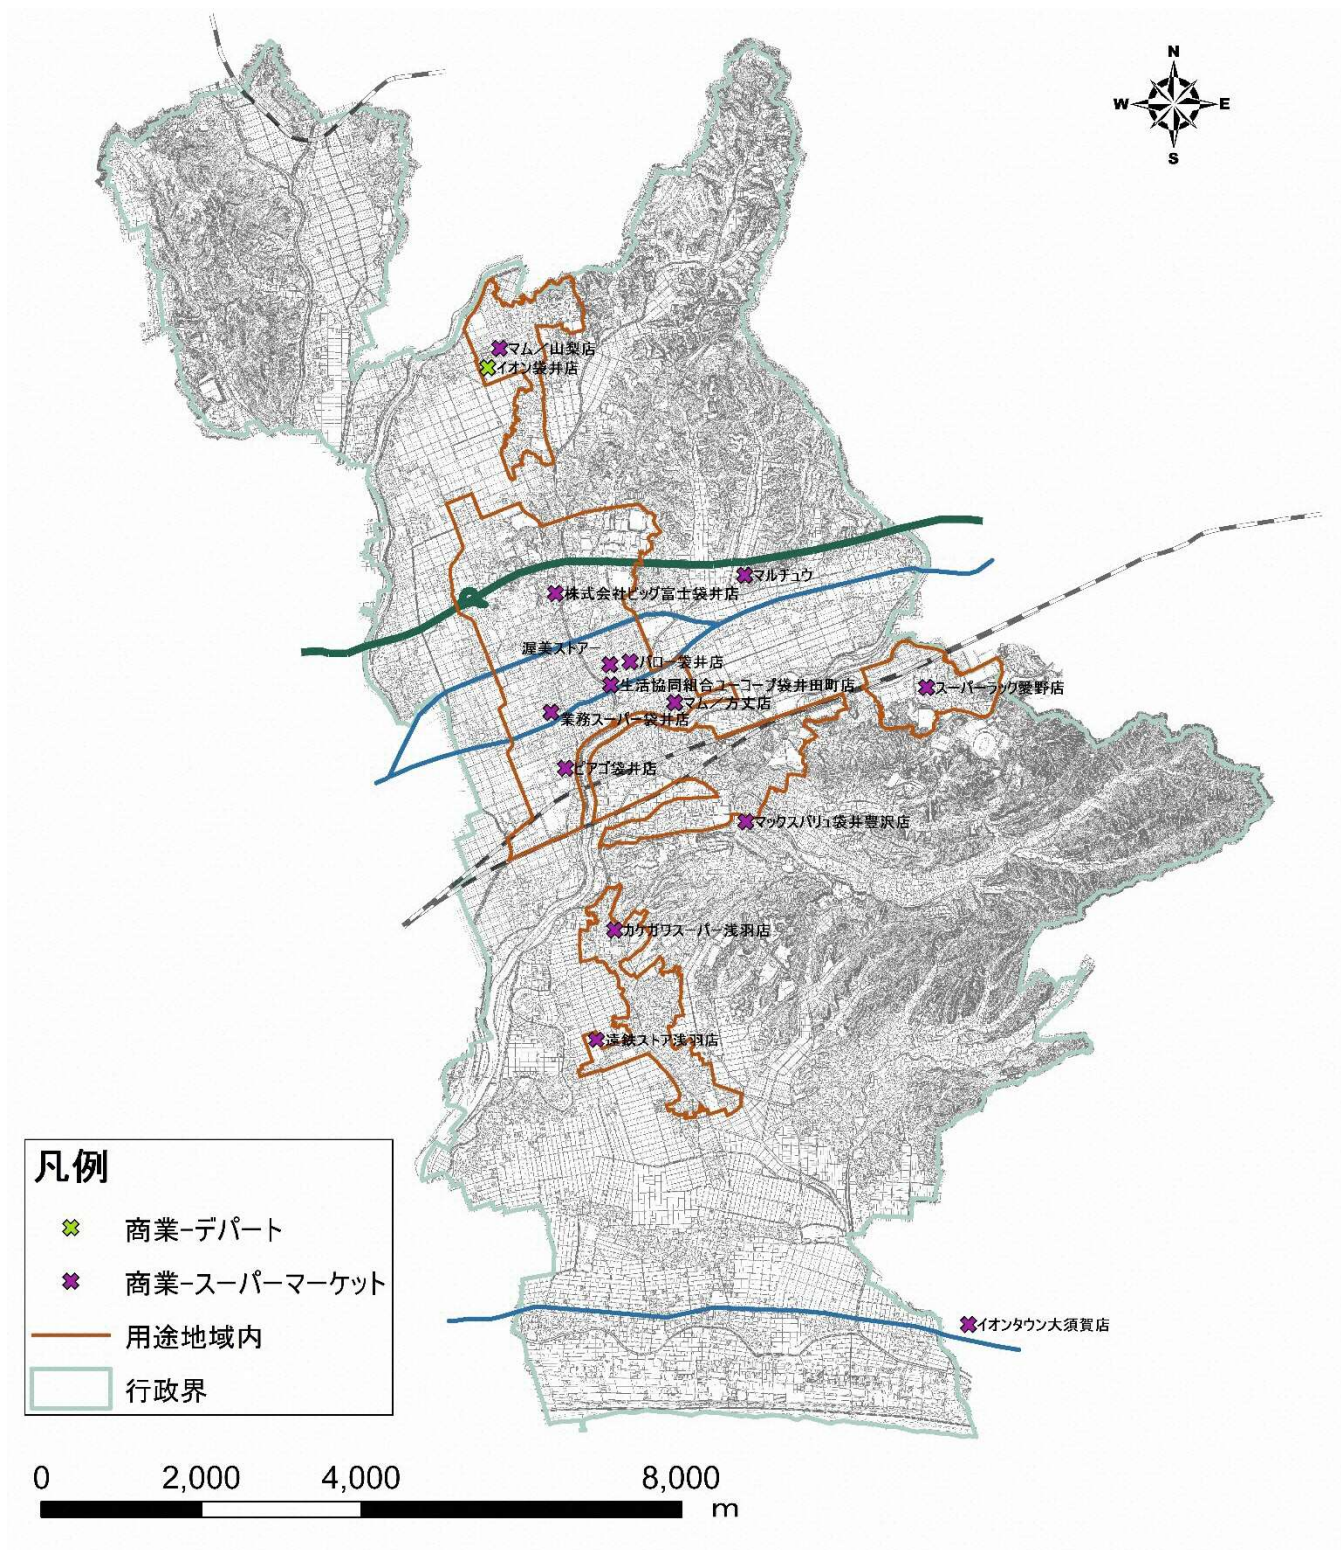 N
W E
S
マム／山梨店
イオン袋井店
マルチュウ
株式会社ビッグ富士袋井店
渥美ストアー
バロー袋井店
生活協同組合ユーコープ袋井田町店
スーパーラック愛野店
マム／方丈店
業務スーパー袋井店
ピアゴ袋井店
マックスバリュ袋井豊沢店
カケガワスーパー浅羽店
遠鉄ストア浅羽店
凡例
商業-デパート
商業-スーパーマーケット
用途地域内
行政界
イオンタウン大須賀店
0 2,000 4,000 8,000
m